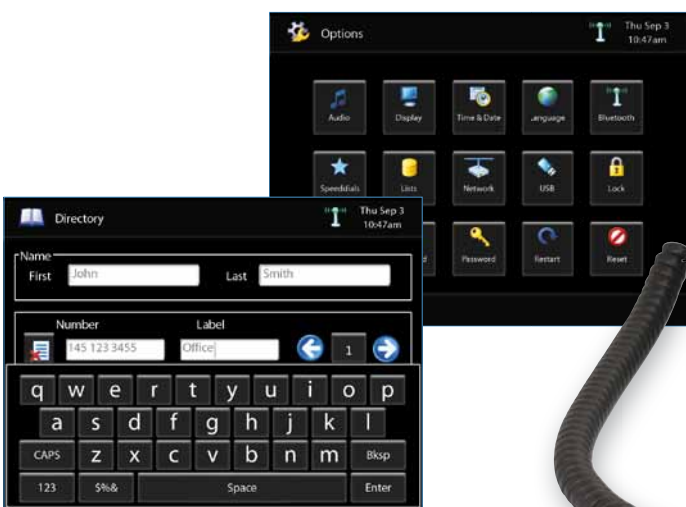 Options
Thu Sep 3
10:47am
Audio
Display
Time & Date
Language
Bluetooth
Speeddials
Lists
Network
USB
Lock
Password
Restart
Reset
Directory
Thu Sep 3
10:47am
Name
First John Last Smith
Number Label
145 123 3455 Office 1
q w e r t y u i o p
a s d f g h j k l
CAPS z x c v b n m Bksp
123 $%& Space Enter